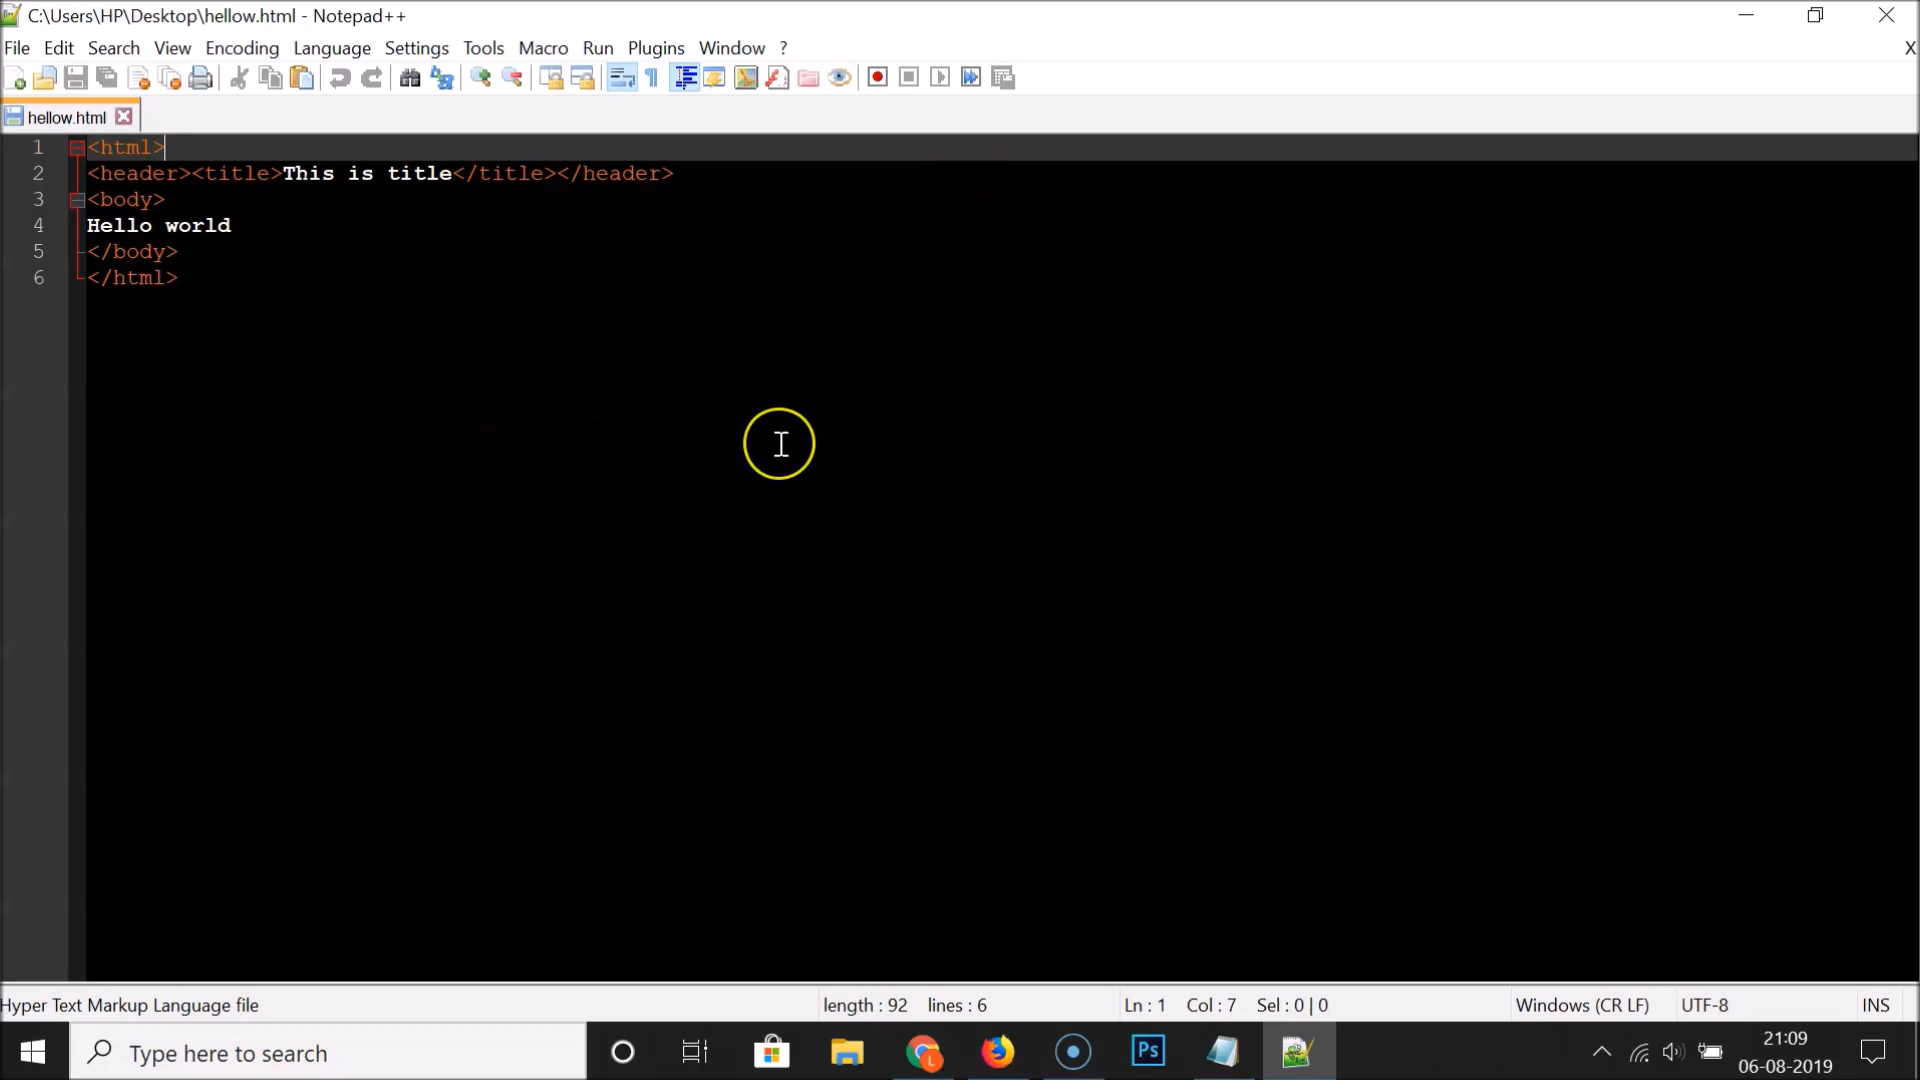 C:\Users\HP\Desktop\hellow.html - Notepad++
File Edit Search View Encoding Language Settings Tools Macro Run Plugins Window ? X
hellow.html
1 <html>
2 <header><title>This is title</title></header>
3 <body>
4 Hello world
5 </body>
6 </html>
Hyper Text Markup Language file length : 92 lines : 6 Ln : 1 Col : 7 Sel : 0 | 0 Windows (CR LF) UTF-8 INS
Type here to search L Ps 21:09
06-08-2019